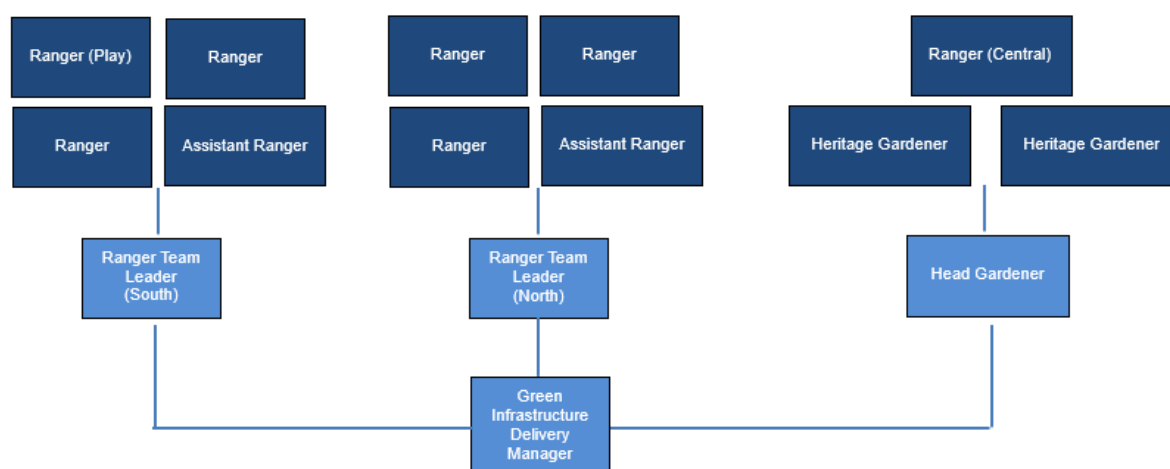 Ranger (Play)
Ranger
Ranger
Assistant Ranger
Ranger
Ranger
Ranger
Assistant Ranger
Ranger (Central)
Heritage Gardener
Heritage Gardener
Ranger Team
Leader
(South)
Ranger Team
Leader
(North)
Head Gardener
Green
Infrastructure
Delivery
Manager